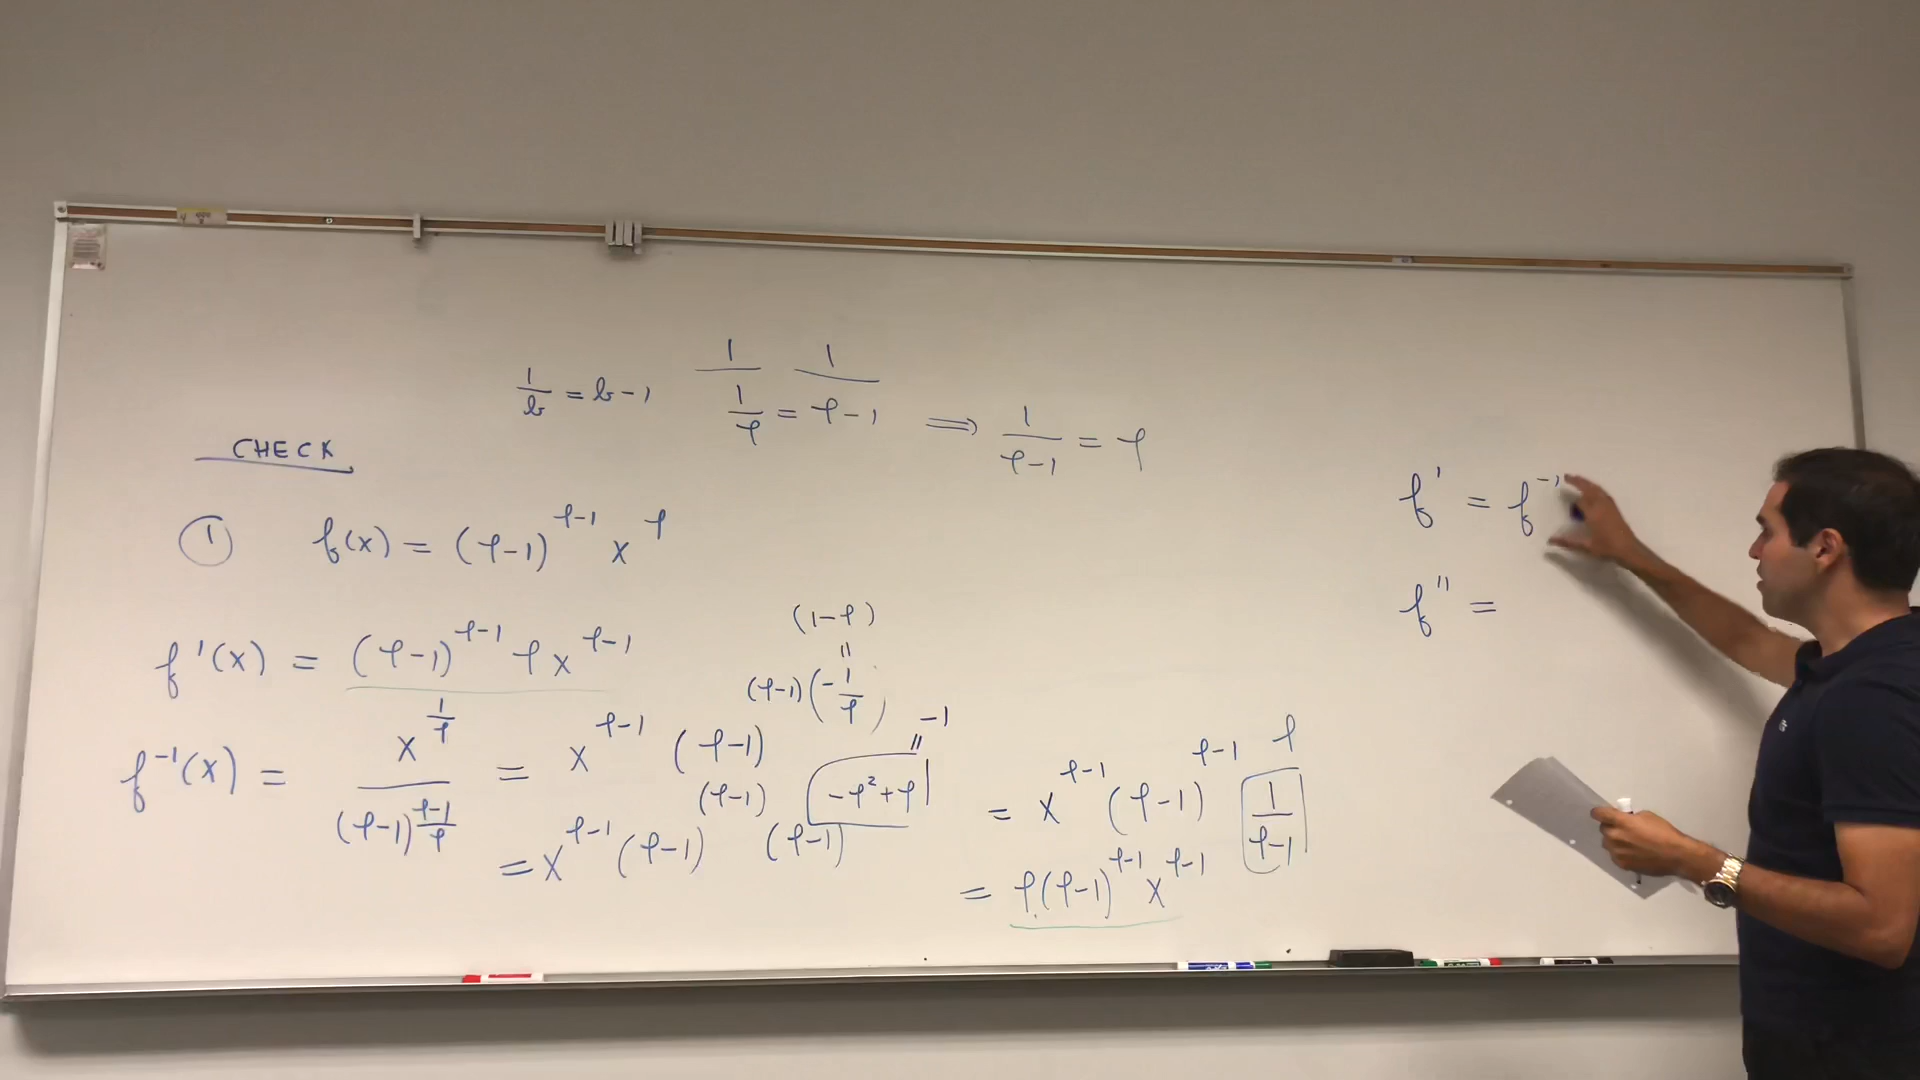 1/b = b-1   1/(1/φ) = 1/(φ-1) ⟹ 1/(φ-1) = φ
CHECK
① f(x) = (φ-1)^(φ-1) x^φ
f'(x) = (φ-1)^(φ-1) φ x^(φ-1)
f⁻¹(x) = x^(1/φ) / (φ-1)^((φ-1)/φ) = x^(φ-1) (φ-1)^((φ-1)(-1/φ))
(1-φ)
"
= x^(φ-1) (φ-1)^(φ-1) (φ-1)^(-φ²+φ)
" -1
= x^(φ-1) (φ-1)^(φ-1) 1/(φ-1)
φ
= φ(φ-1)^(φ-1) x^(φ-1)
f' = f⁻¹
f'' =